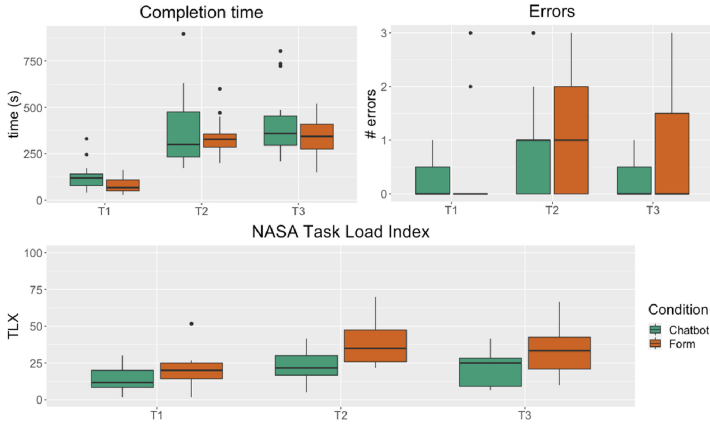 Completion time
time (s)
750
500
250
0
T1
T2
T3
Errors
# errors
3
2
1
0
T1
T2
T3
NASA Task Load Index
TLX
100
75
50
25
0
T1
T2
T3
Condition
Chatbot
Form